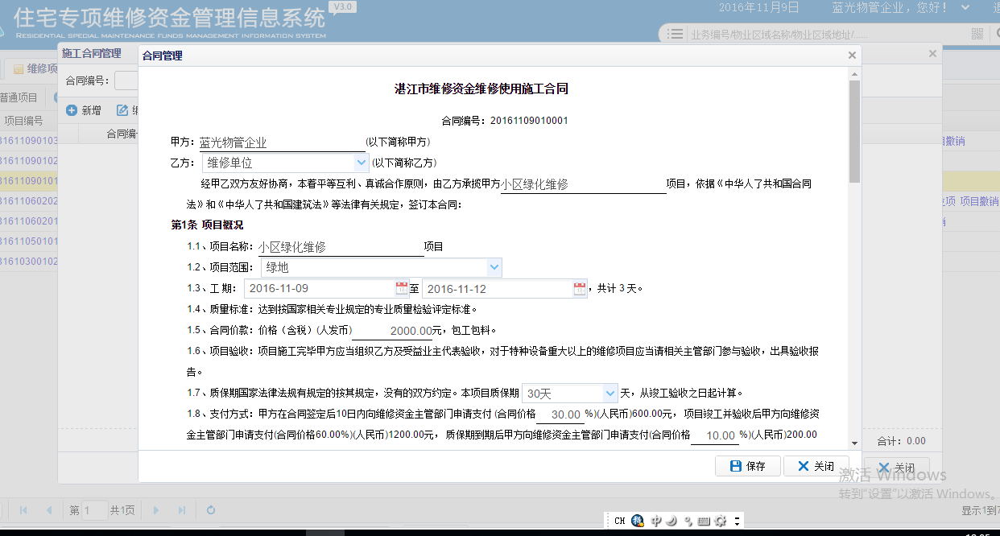 住宅专项维修资金管理信息系统 V3.0
RESIDENTIAL SPECIAL MAINTENANCE FUNDS MANAGEMENT INFORMATION SYSTEM
2016年11月9日 蓝光物管企业，您好！
业务编号/物业区域名称/物业区域地址/.....
维修项
施工合同管理
合同管理
合同编号：
普通项目
新增
项目编号
合同编
31611090103
31611090102
31611090101
31611060202
31611060201
31611050101
31610300102
湛江市维修资金维修使用施工合同
合同编号：20161109010001
甲方：蓝光物管企业 (以下简称甲方)
乙方：维修单位 (以下简称乙方)
经甲乙双方友好协商，本着平等互利、真诚合作原则，由乙方承揽甲方小区绿化维修项目，依据《中华人了共和国合同
法》和《中华人了共和国建筑法》等法律有关规定，签订本合同：
第1条 项目概况
1.1、项目名称：小区绿化维修项目
1.2、项目范围：绿地
1.3、工 期：2016-11-09至2016-11-12，共计 3 天。
1.4、质量标准：达到按国家相关专业规定的专业质量检验评定标准。
1.5、合同价款：价格（含税）(人发币)2000.00元，包工包料。
1.6、项目验收：项目施工完毕甲方应当组织乙方及受益业主代表验收，对于特种设备重大以上的维修项目应当请相关主管部门参与验收，出具验收报
告。
1.7、质保期国家法律法规有规定的按其规定，没有的双方约定。本项目质保期 30天 天，从竣工验收之日起计算。
1.8、支付方式：甲方在合同签定后10日内向维修资金主管部门申请支付 (合同价格30.00 %)(人民币)600.00元， 项目竣工并验收后甲方向维修资
金主管部门申请支付(合同价格60.00%)(人民币)1200.00元， 质保期到期后甲方向维修资金主管部门申请支付(合同价格10.00 %)(人民币)200.00
目撤销
项 项目撤销
合计：0.00
保存
关闭
关闭
激活 Windows
转到“设置”以激活 Windows。
第 1 共1页
显示1到7
CH 中